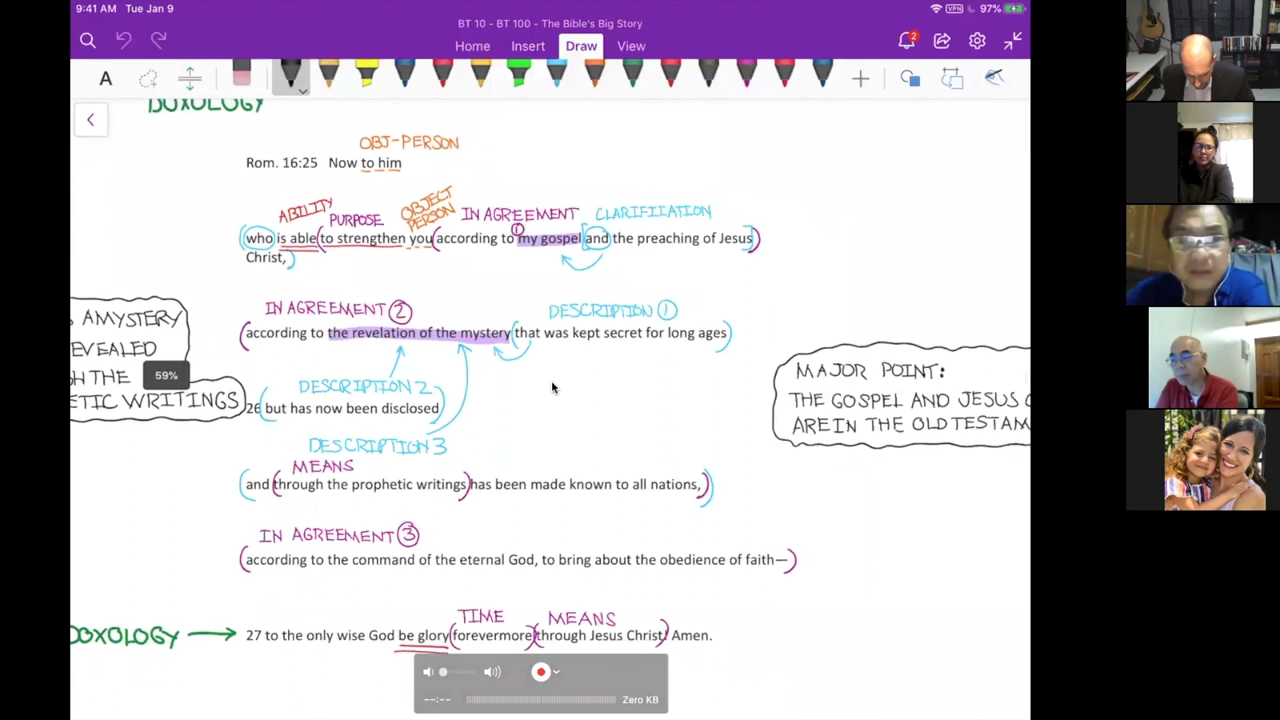 9:41 AM Tue Jan 9
VPN 97%
BT 10 - BT 100 - The Bible's Big Story
Home Insert Draw View
2
A
DOXOLOGY
OBJ-PERSON
Rom. 16:25 Now to him
ABILITY PURPOSE OBJECT PERSON IN AGREEMENT ① CLARIFIIATION
(who is able (to strengthen you (according to my gospel [and the preaching of Jesus])
Christ,)
IN AGREEMENT ② DESCRIPTION ①
(according to the revelation of the mystery (that was kept secret for long ages)
AMYSTERY
EVEALED
H THE
ETIC WRITINGS
59%
DESCRIPTION 2
26 (but has now been disclosed)
MAJOR POINT:
THE GOSPEL AND JESUS
ARE IN THE OLD TESTAM
DESCRIPTION 3
MEANS
(and (through the prophetic writings) has been made known to all nations,))
IN AGREEMENT ③
(according to the command of the eternal God, to bring about the obedience of faith—)
TIME MEANS
DOXOLOGY 27 to the only wise God be glory (forevermore) (through Jesus Christ!) Amen.
--:-- Zero KB